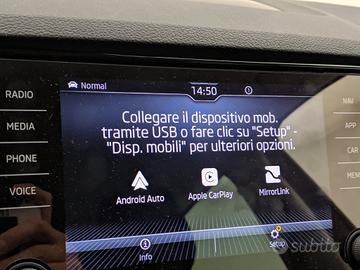 Normal
14:50
RADIO
MEDIA
PHONE
VOICE
Collegare il dispositivo mob.
tramite USB o fare clic su "Setup" -
"Disp. mobili" per ulteriori opzioni.
Android Auto
Apple CarPlay
MirrorLink
Info
Setup
NAV
APP
CAR
MEN
subito